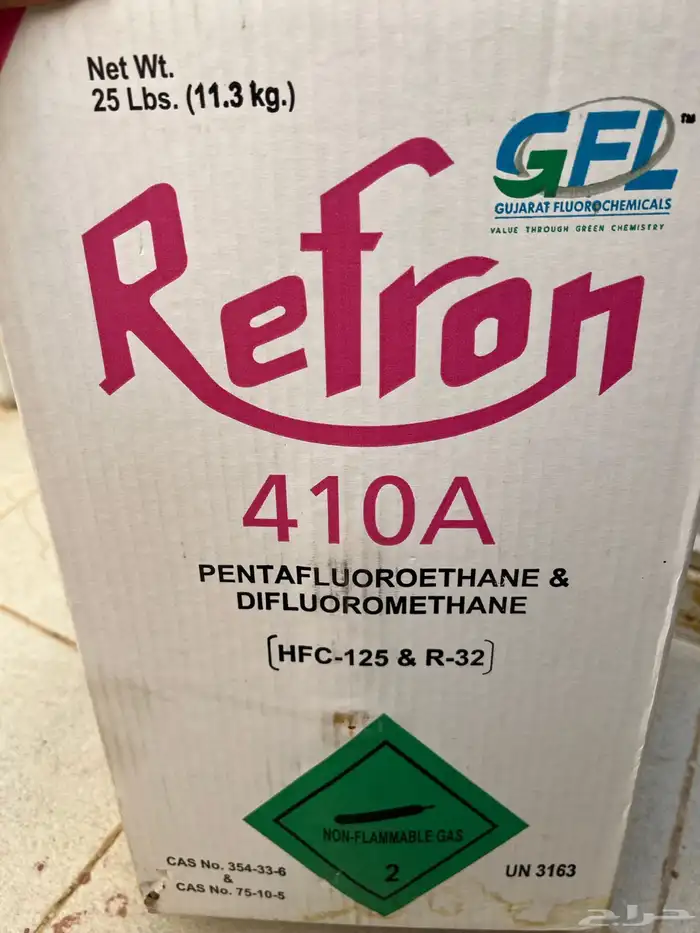 Net Wt.
25 Lbs. (11.3 kg.)
GFL™
GUJARAT FLUOROCHEMICALS
VALUE THROUGH GREEN CHEMISTRY
Refron
410A
PENTAFLUOROETHANE &
DIFLUOROMETHANE
[HFC-125 & R-32]
NON-FLAMMABLE GAS
2
CAS No. 354-33-6
&
CAS No. 75-10-5
UN 3163
حراج